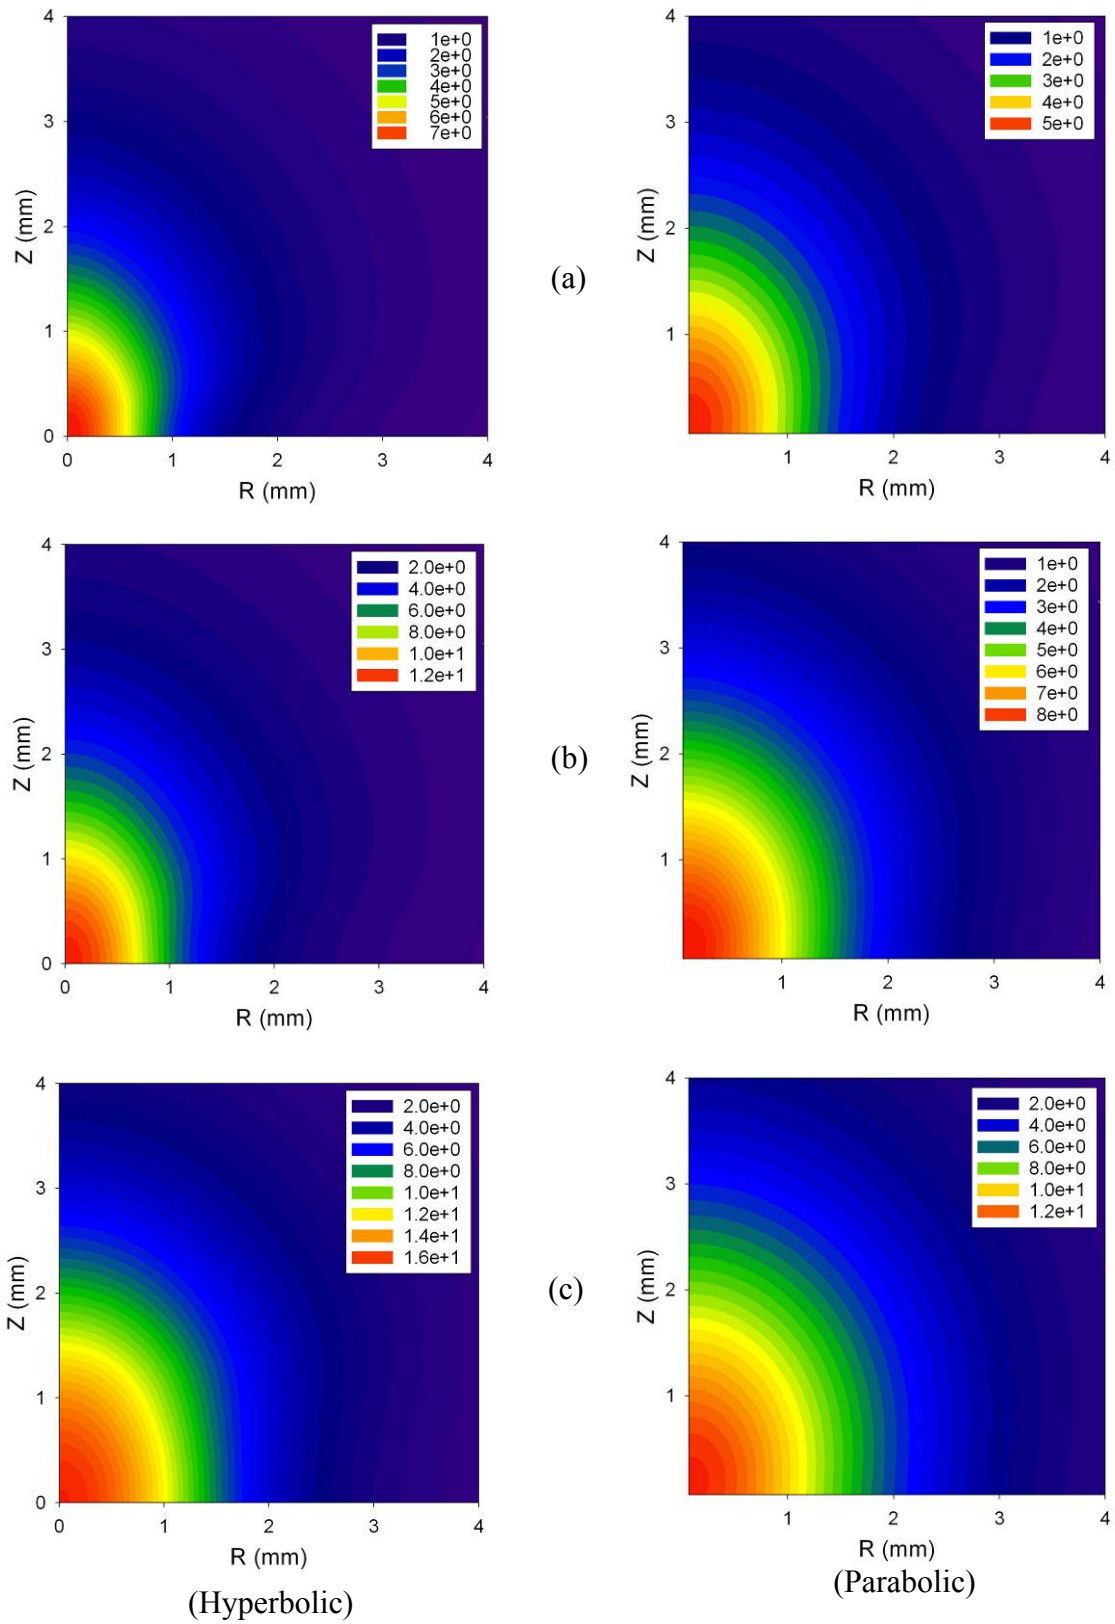 4
3
2
1
0
Z (mm)
1e+0
2e+0
3e+0
4e+0
5e+0
6e+0
7e+0
0 1 2 3 4
R (mm)
(a)
4
3
2
1
Z (mm)
1e+0
2e+0
3e+0
4e+0
5e+0
1 2 3 4
R (mm)
4
3
2
1
0
Z (mm)
2.0e+0
4.0e+0
6.0e+0
8.0e+0
1.0e+1
1.2e+1
0 1 2 3 4
R (mm)
(b)
4
3
2
1
Z (mm)
1e+0
2e+0
3e+0
4e+0
5e+0
6e+0
7e+0
8e+0
1 2 3 4
R (mm)
4
3
2
1
0
Z (mm)
2.0e+0
4.0e+0
6.0e+0
8.0e+0
1.0e+1
1.2e+1
1.4e+1
1.6e+1
0 1 2 3 4
R (mm)
(Hyperbolic)
(c)
4
3
2
1
Z (mm)
2.0e+0
4.0e+0
6.0e+0
8.0e+0
1.0e+1
1.2e+1
1 2 3 4
R (mm)
(Parabolic)